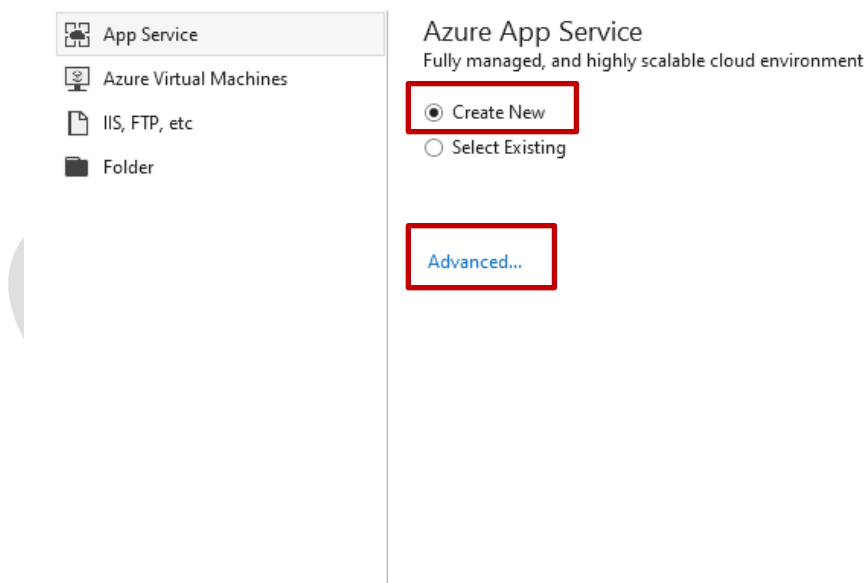 App Service
Azure Virtual Machines
IIS, FTP, etc
Folder
Azure App Service
Fully managed, and highly scalable cloud environment
Create New
Select Existing
Advanced...